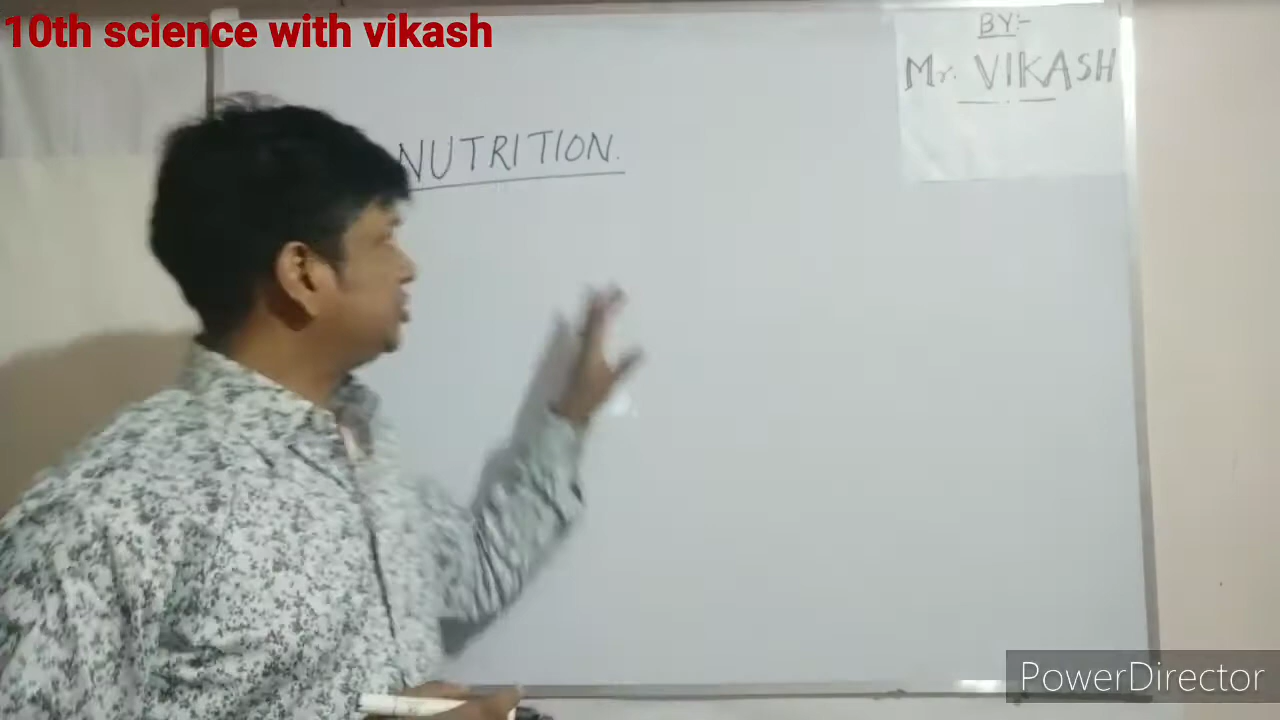 10th science with vikash
BY:-
Mr. VIKASH
NUTRITION.
PowerDirector